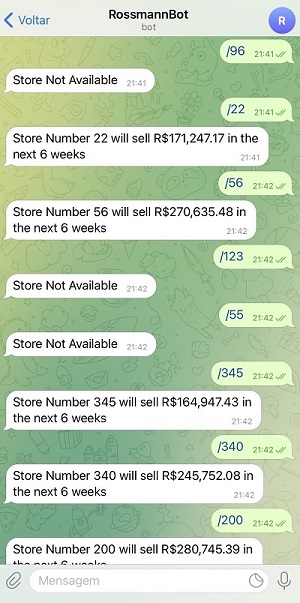 Voltar
RossmannBot
bot
R
/96 21:41
Store Not Available 21:41
/22 21:41
Store Number 22 will sell R$171,247.17 in the
next 6 weeks 21:41
/56 21:42
Store Number 56 will sell R$270,635.48 in
the next 6 weeks 21:42
/123 21:42
Store Not Available 21:42
/55 21:42
Store Not Available 21:42
/345 21:42
Store Number 345 will sell R$164,947.43 in
the next 6 weeks 21:42
/340 21:42
Store Number 340 will sell R$245,752.08 in
the next 6 weeks 21:42
/200 21:42
Store Number 200 will sell R$280,745.39 in
the next 6 weeks
Mensagem